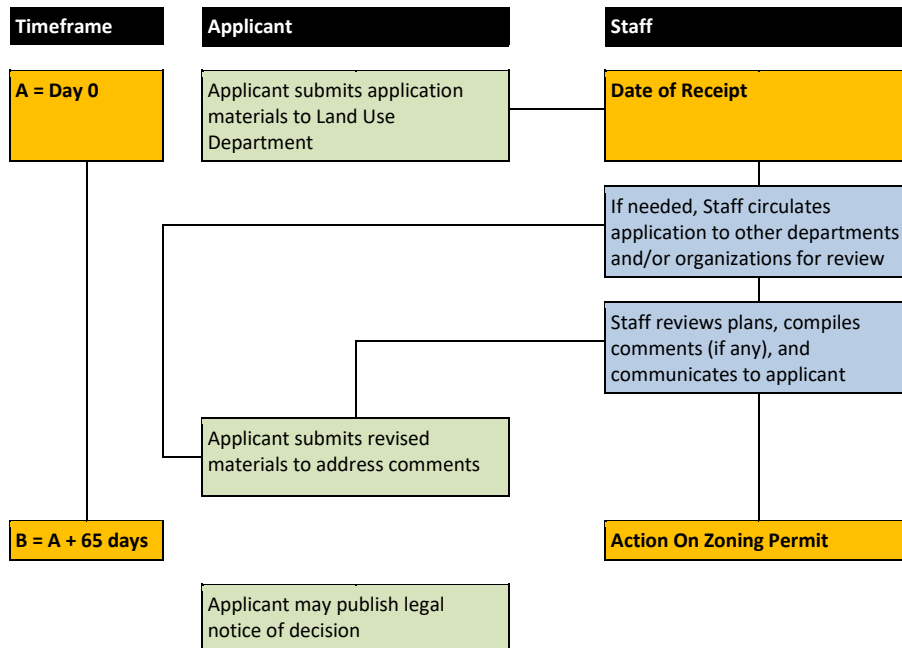 Timeframe
Applicant
Staff
A = Day 0
Applicant submits application
materials to Land Use
Department
Date of Receipt
If needed, Staff circulates
application to other departments
and/or organizations for review
Staff reviews plans, compiles
comments (if any), and
communicates to applicant
Applicant submits revised
materials to address comments
B = A + 65 days
Action On Zoning Permit
Applicant may publish legal
notice of decision